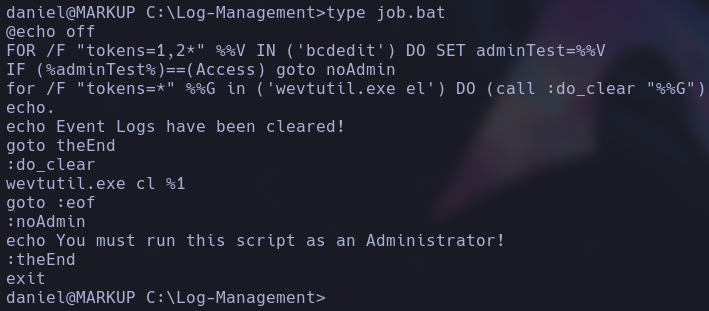 daniel@MARKUP C:\Log-Management>type job.bat
@echo off
FOR /F "tokens=1,2*" %%V IN ('bcdedit') DO SET adminTest=%%V
IF (%adminTest%)==(Access) goto noAdmin
for /F "tokens=*" %%G in ('wevtutil.exe el') DO (call :do_clear "%%G")
echo.
echo Event Logs have been cleared!
goto theEnd
:do_clear
wevtutil.exe cl %1
goto :eof
:noAdmin
echo You must run this script as an Administrator!
:theEnd
exit
daniel@MARKUP C:\Log-Management>